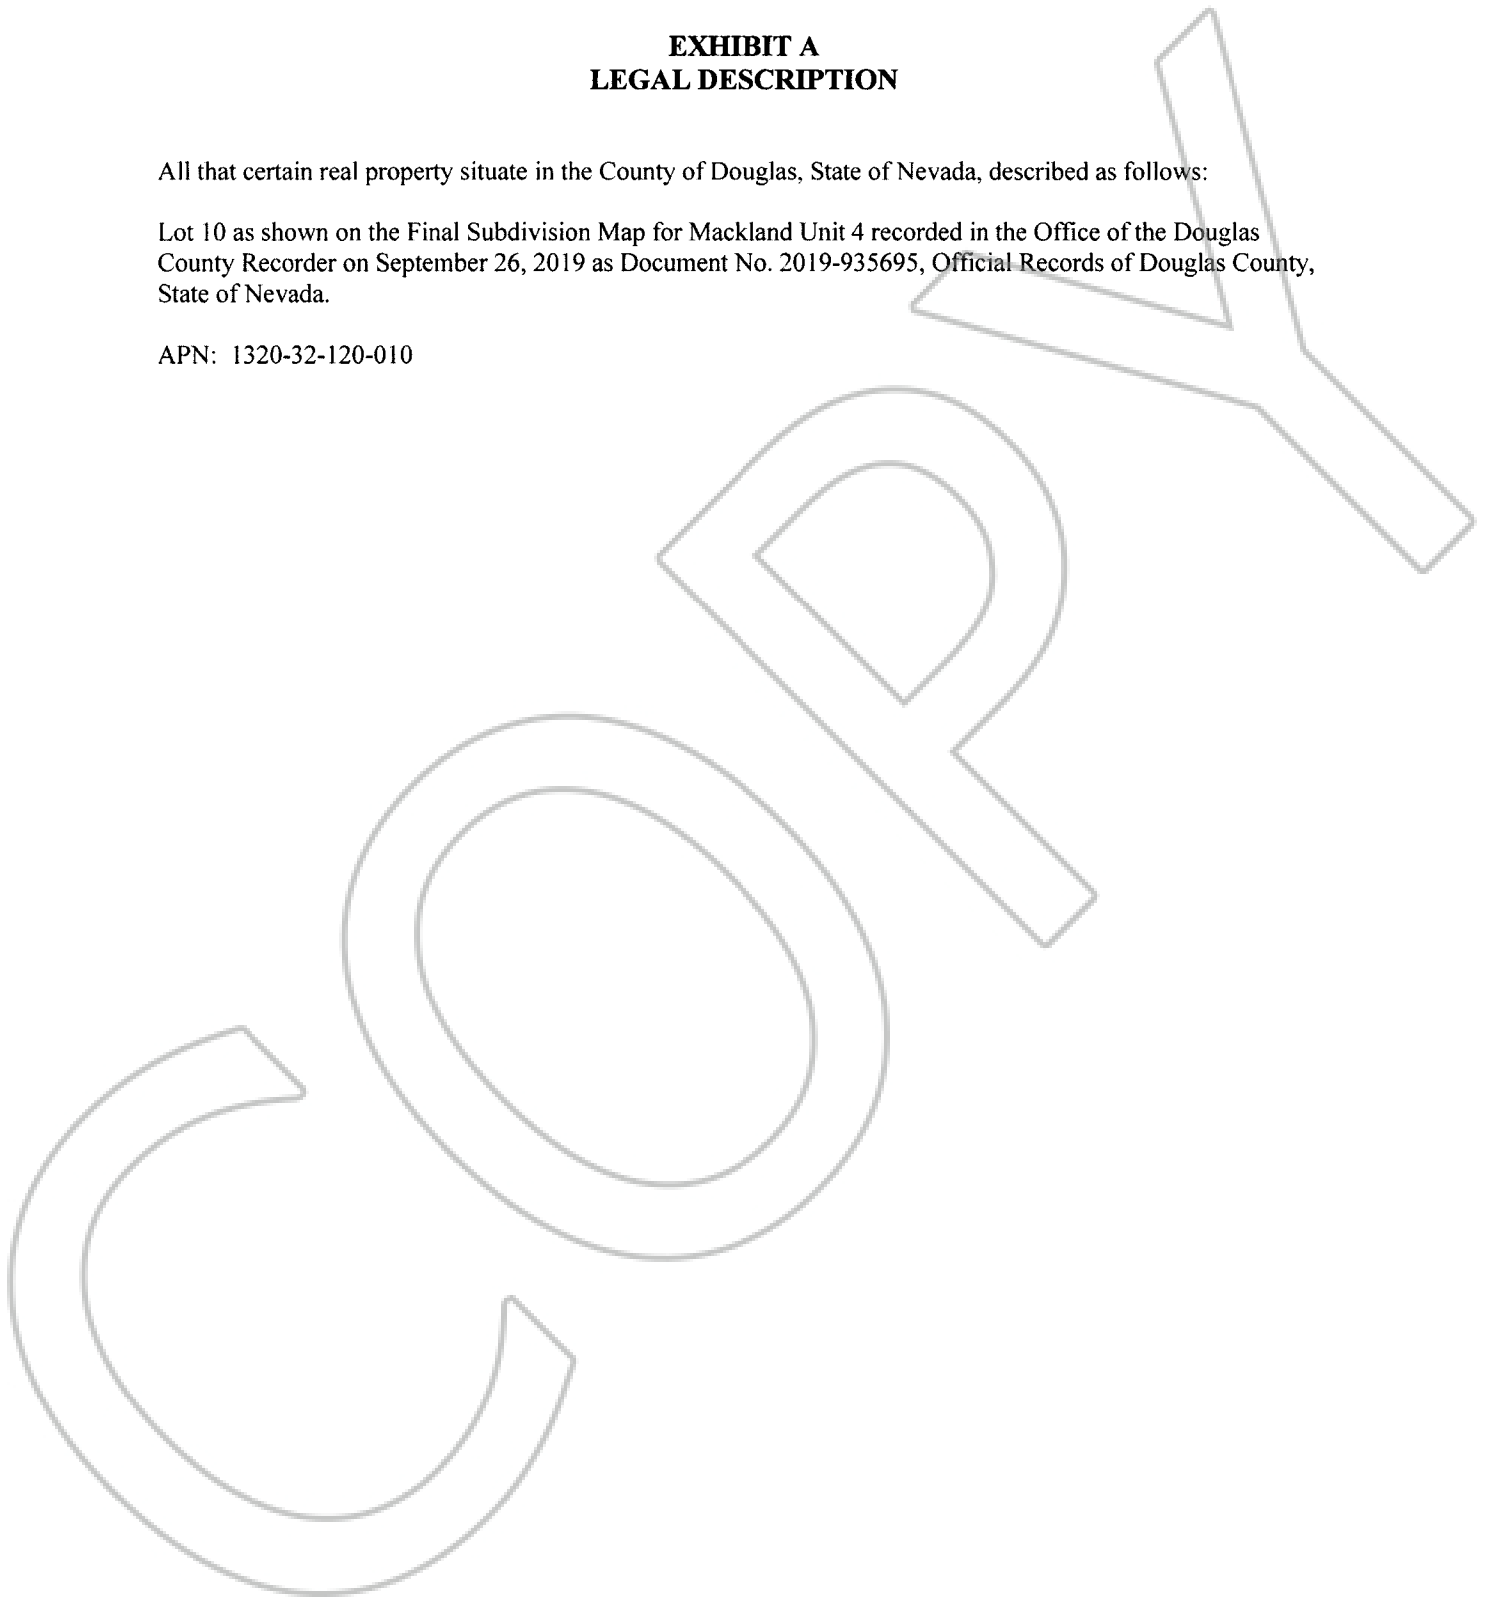 EXHIBIT A
LEGAL DESCRIPTION
All that certain real property situate in the County of Douglas, State of Nevada, described as follows:
Lot 10 as shown on the Final Subdivision Map for Mackland Unit 4 recorded in the Office of the Douglas
County Recorder on September 26, 2019 as Document No. 2019-935695, Official Records of Douglas County,
State of Nevada.
APN: 1320-32-120-010
COPY